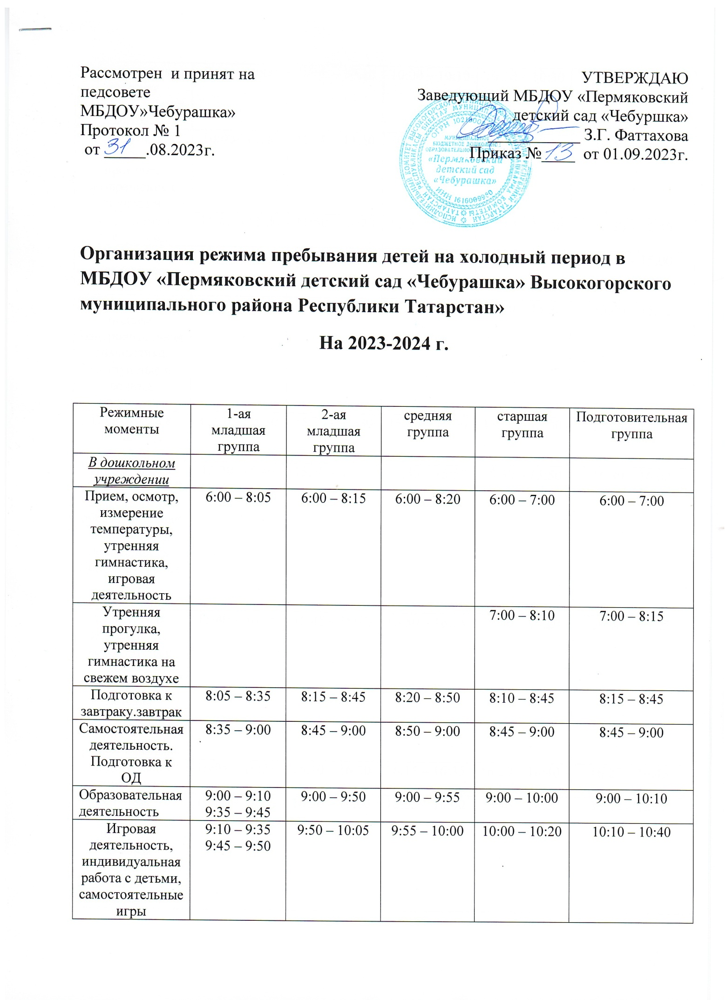 Рассмотрен и принят на
педсовете
МБДОУ»Чебурашка»
Протокол № 1
от 31.08.2023г.
УТВЕРЖДАЮ
Заведующий МБДОУ «Пермяковский
детский сад «Чебуршка»
____________ З.Г. Фаттахова
Приказ № 13 от 01.09.2023г.
МУНИЦИПАЛЬНОЕ
БЮДЖЕТНОЕ ДОШКОЛЬНОЕ
ОБРАЗОВАТЕЛЬНОЕ
«Пермяковский
детский сад
«Чебурашка»
Организация режима пребывания детей на холодный период в
МБДОУ «Пермяковский детский сад «Чебурашка» Высокогорского
муниципального района Республики Татарстан»
На 2023-2024 г.
Режимные
моменты
1-ая
младшая
группа
2-ая
младшая
группа
средняя
группа
старшая
группа
Подготовительная
группа
В дошкольном
учреждении
Прием, осмотр,
измерение
температуры,
утренняя
гимнастика,
игровая
деятельность
6:00 – 8:05
6:00 – 8:15
6:00 – 8:20
6:00 – 7:00
6:00 – 7:00
Утренняя
прогулка,
утренняя
гимнастика на
свежем воздухе
7:00 – 8:10
7:00 – 8:15
Подготовка к
завтраку.завтрак
8:05 – 8:35
8:15 – 8:45
8:20 – 8:50
8:10 – 8:45
8:15 – 8:45
Самостоятельная
деятельность.
Подготовка к
ОД
8:35 – 9:00
8:45 – 9:00
8:50 – 9:00
8:45 – 9:00
8:45 – 9:00
Образовательная
деятельность
9:00 – 9:10
9:35 – 9:45
9:00 – 9:50
9:00 – 9:55
9:00 – 10:00
9:00 – 10:10
Игровая
деятельность,
индивидуальная
работа с детьми,
самостоятельные
игры
9:10 – 9:35
9:45 – 9:50
9:50 – 10:05
9:55 – 10:00
10:00 – 10:20
10:10 – 10:40